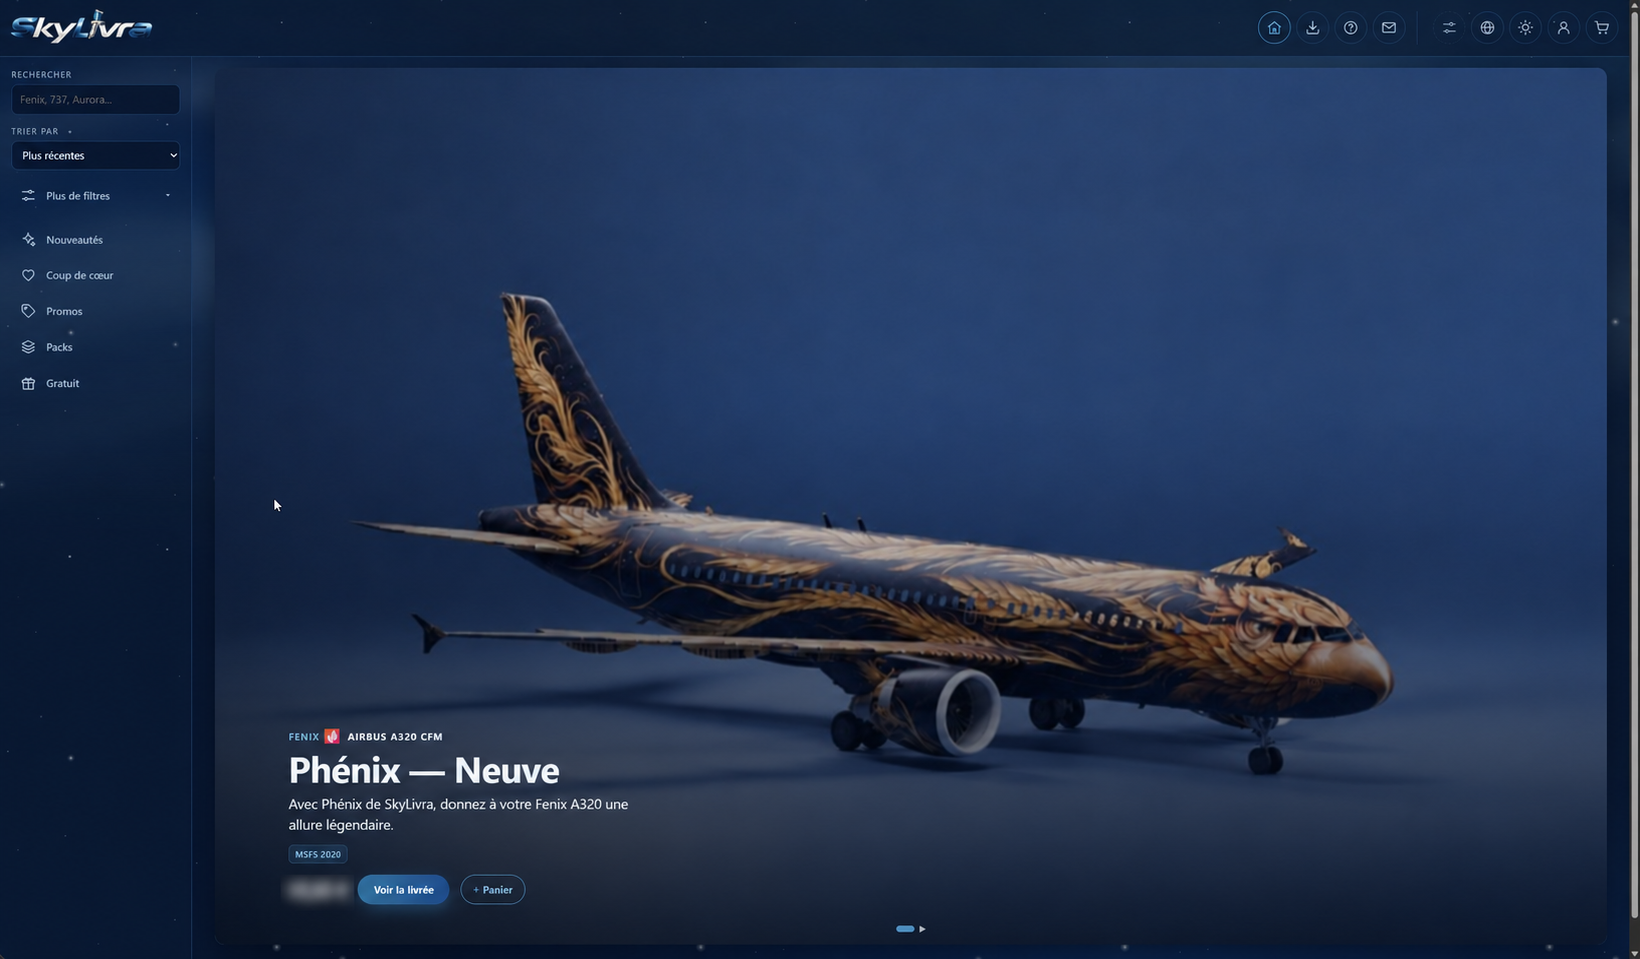 SkyLivra
RECHERCHER
Fenix, 737, Aurora...
TRIER PAR
Plus récentes
Plus de filtres
Nouveautés
Coup de cœur
Promos
Packs
Gratuit
FENIX AIRBUS A320 CFM
Phénix — Neuve
Avec Phénix de SkyLivra, donnez à votre Fenix A320 une
allure légendaire.
MSFS 2020
Voir la livrée
+ Panier